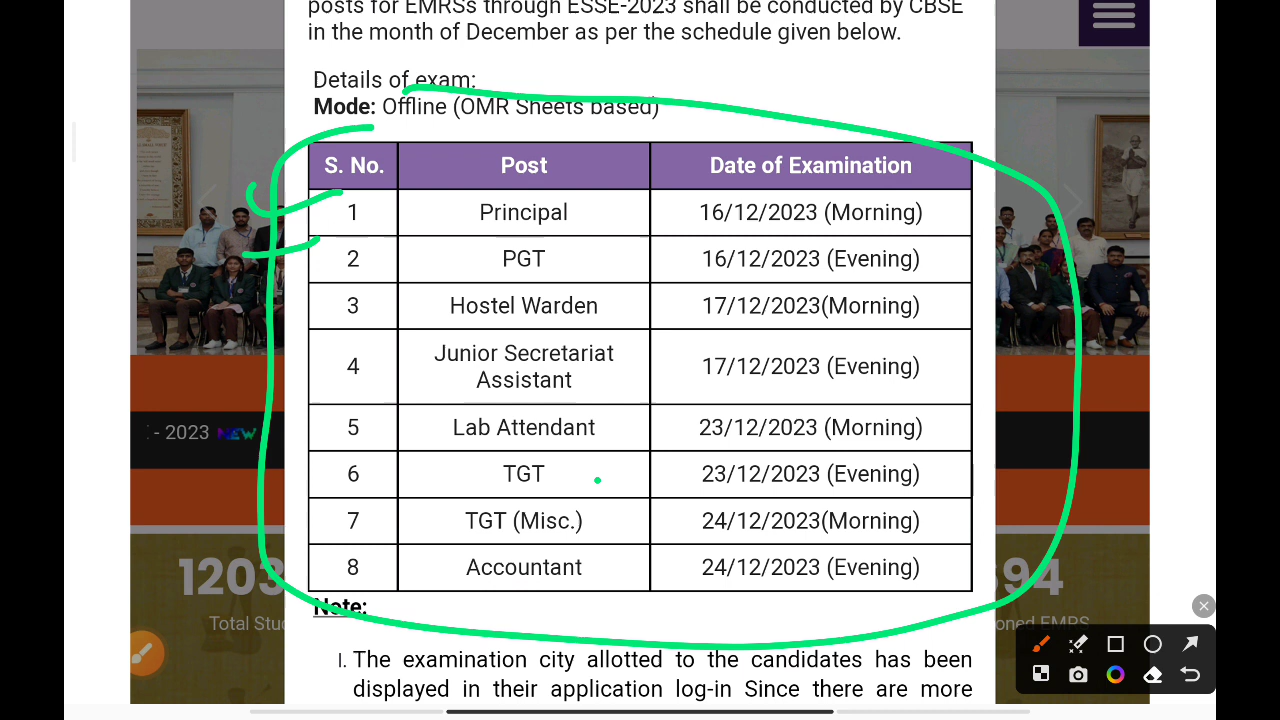 posts for EMRSs through ESSE-2023 shall be conducted by CBSE
in the month of December as per the schedule given below.
Details of exam:
Mode: Offline (OMR Sheets based)
S. No. Post Date of Examination
1 Principal 16/12/2023 (Morning)
2 PGT 16/12/2023 (Evening)
3 Hostel Warden 17/12/2023(Morning)
4 Junior Secretariat Assistant 17/12/2023 (Evening)
5 Lab Attendant 23/12/2023 (Morning)
6 TGT 23/12/2023 (Evening)
7 TGT (Misc.) 24/12/2023(Morning)
8 Accountant 24/12/2023 (Evening)
Note:
I. The examination city allotted to the candidates has been
displayed in their application log-in Since there are more
- 2023 NEW
1203
Total Stu
694
oned EMRS